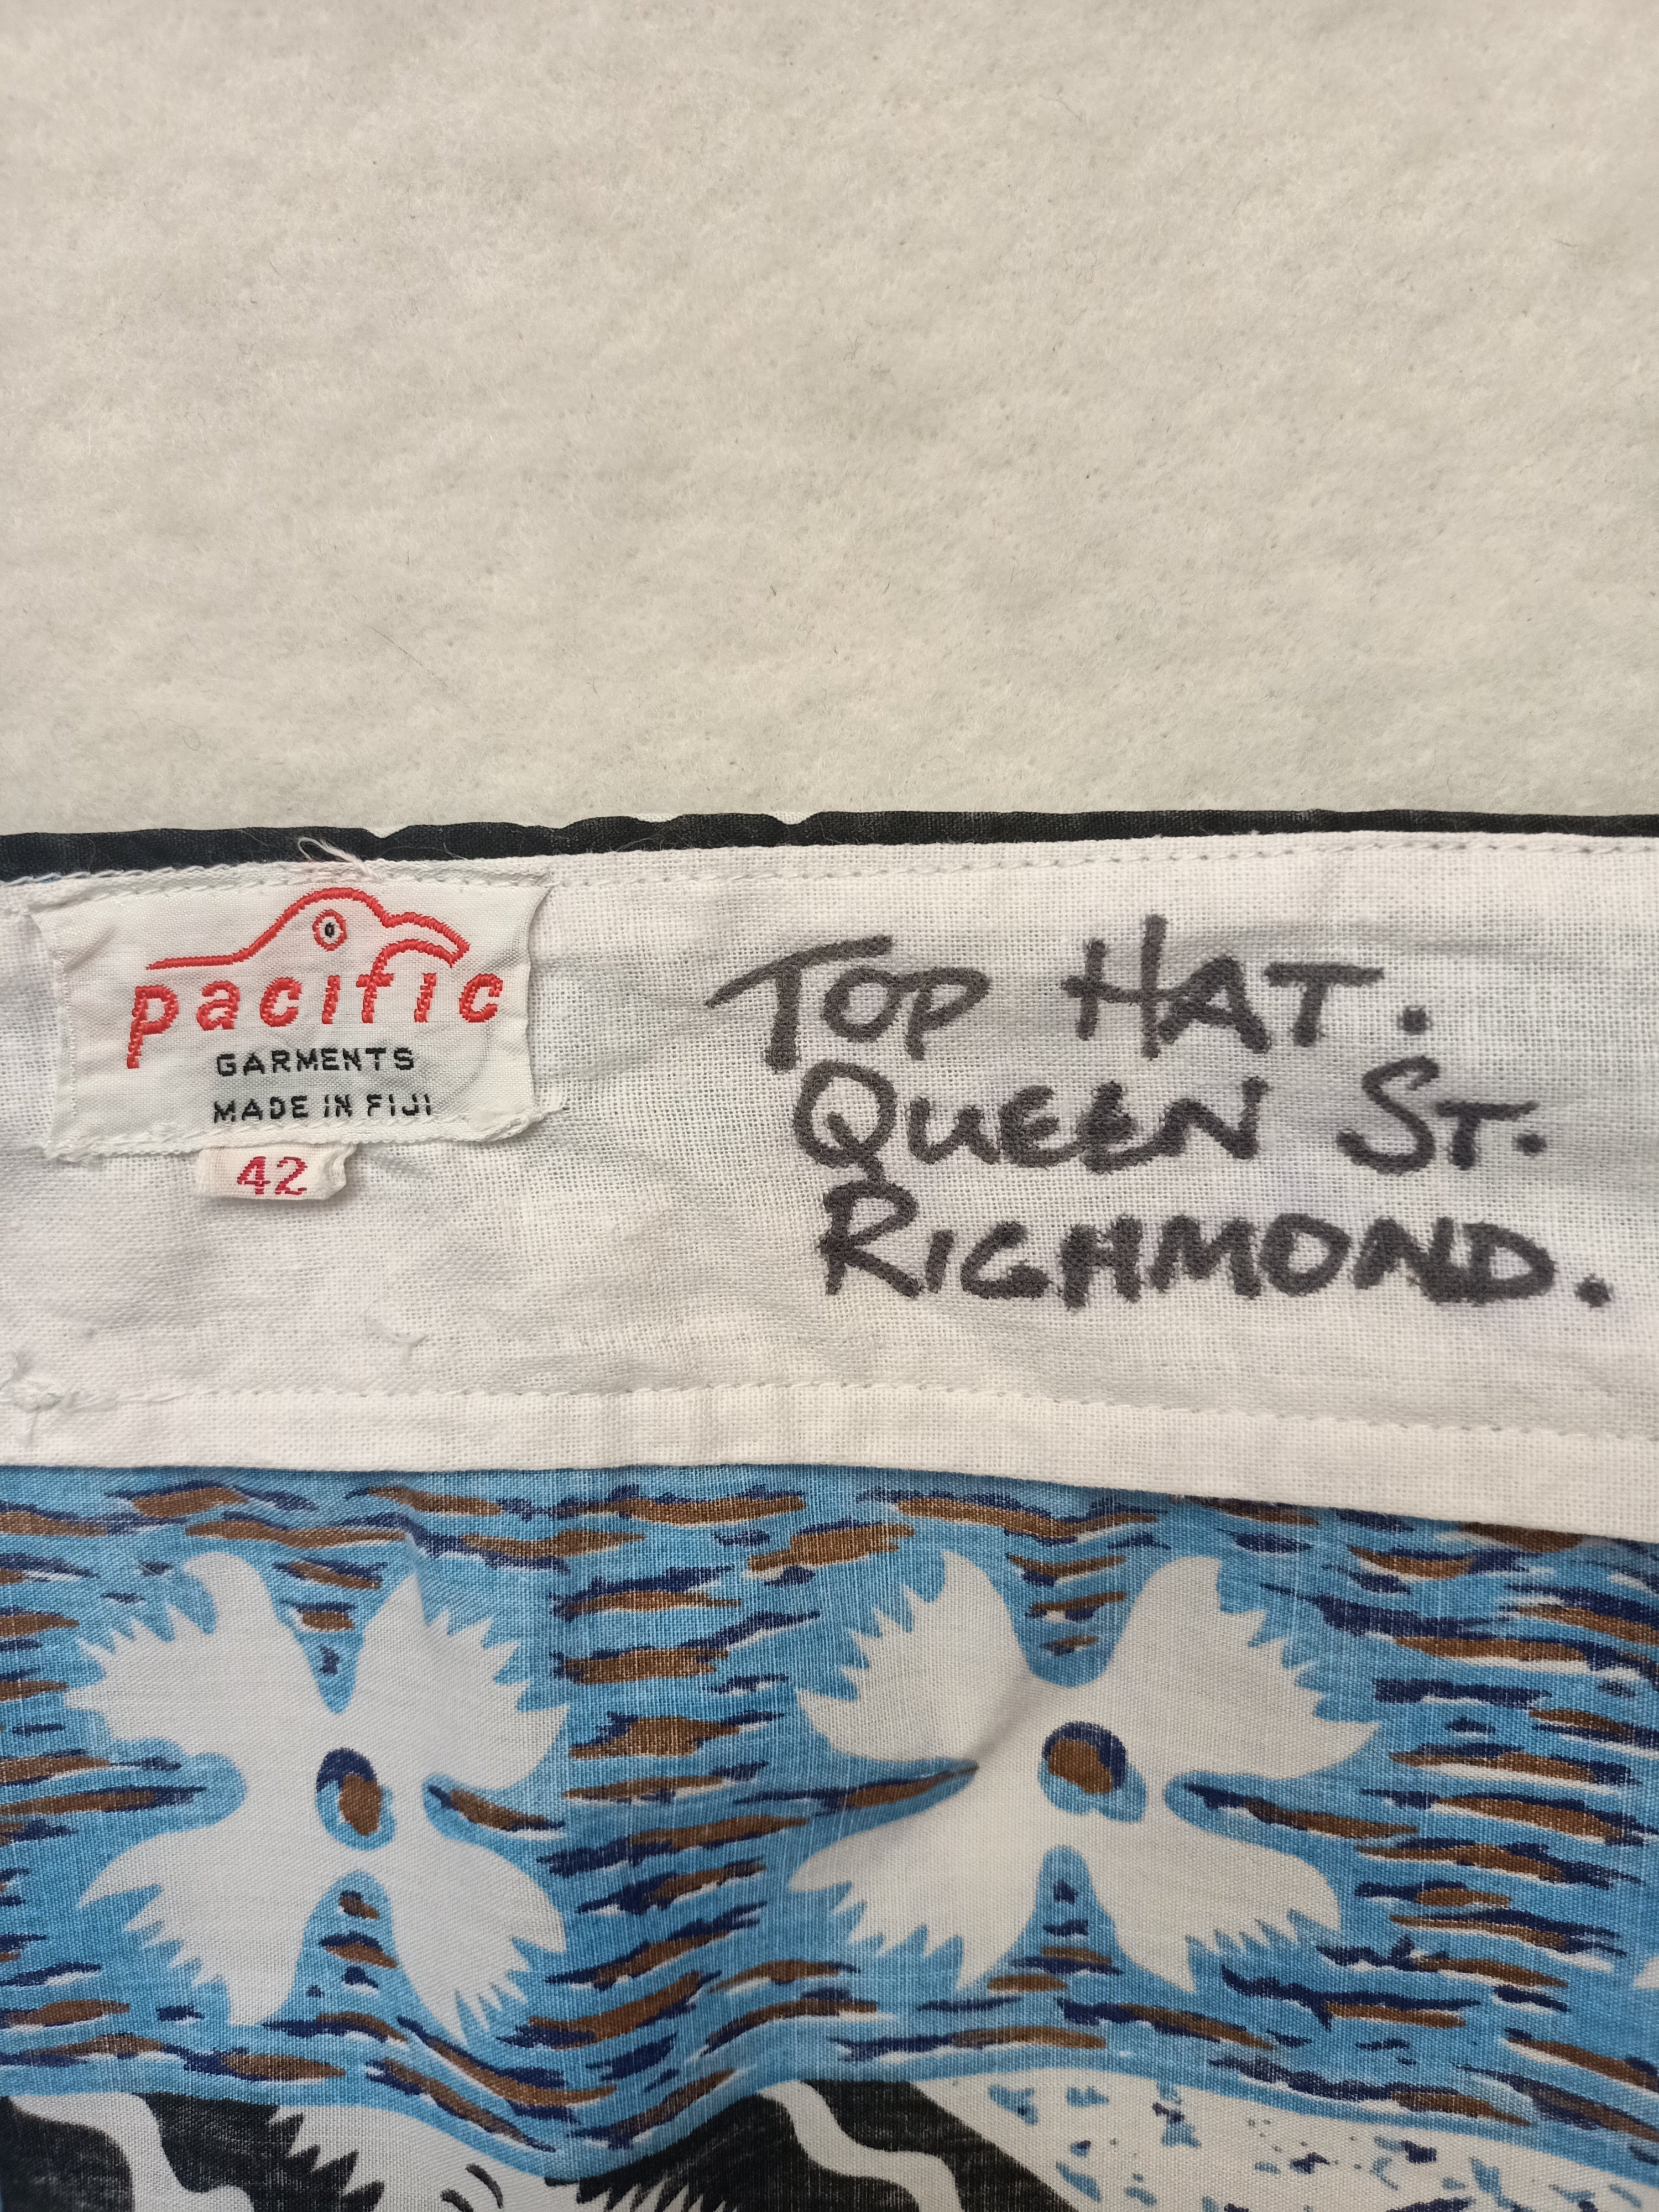 pacific
GARMENTS
MADE IN FIJI
42
TOP HAT.
QUEEN ST.
RICHMOND.